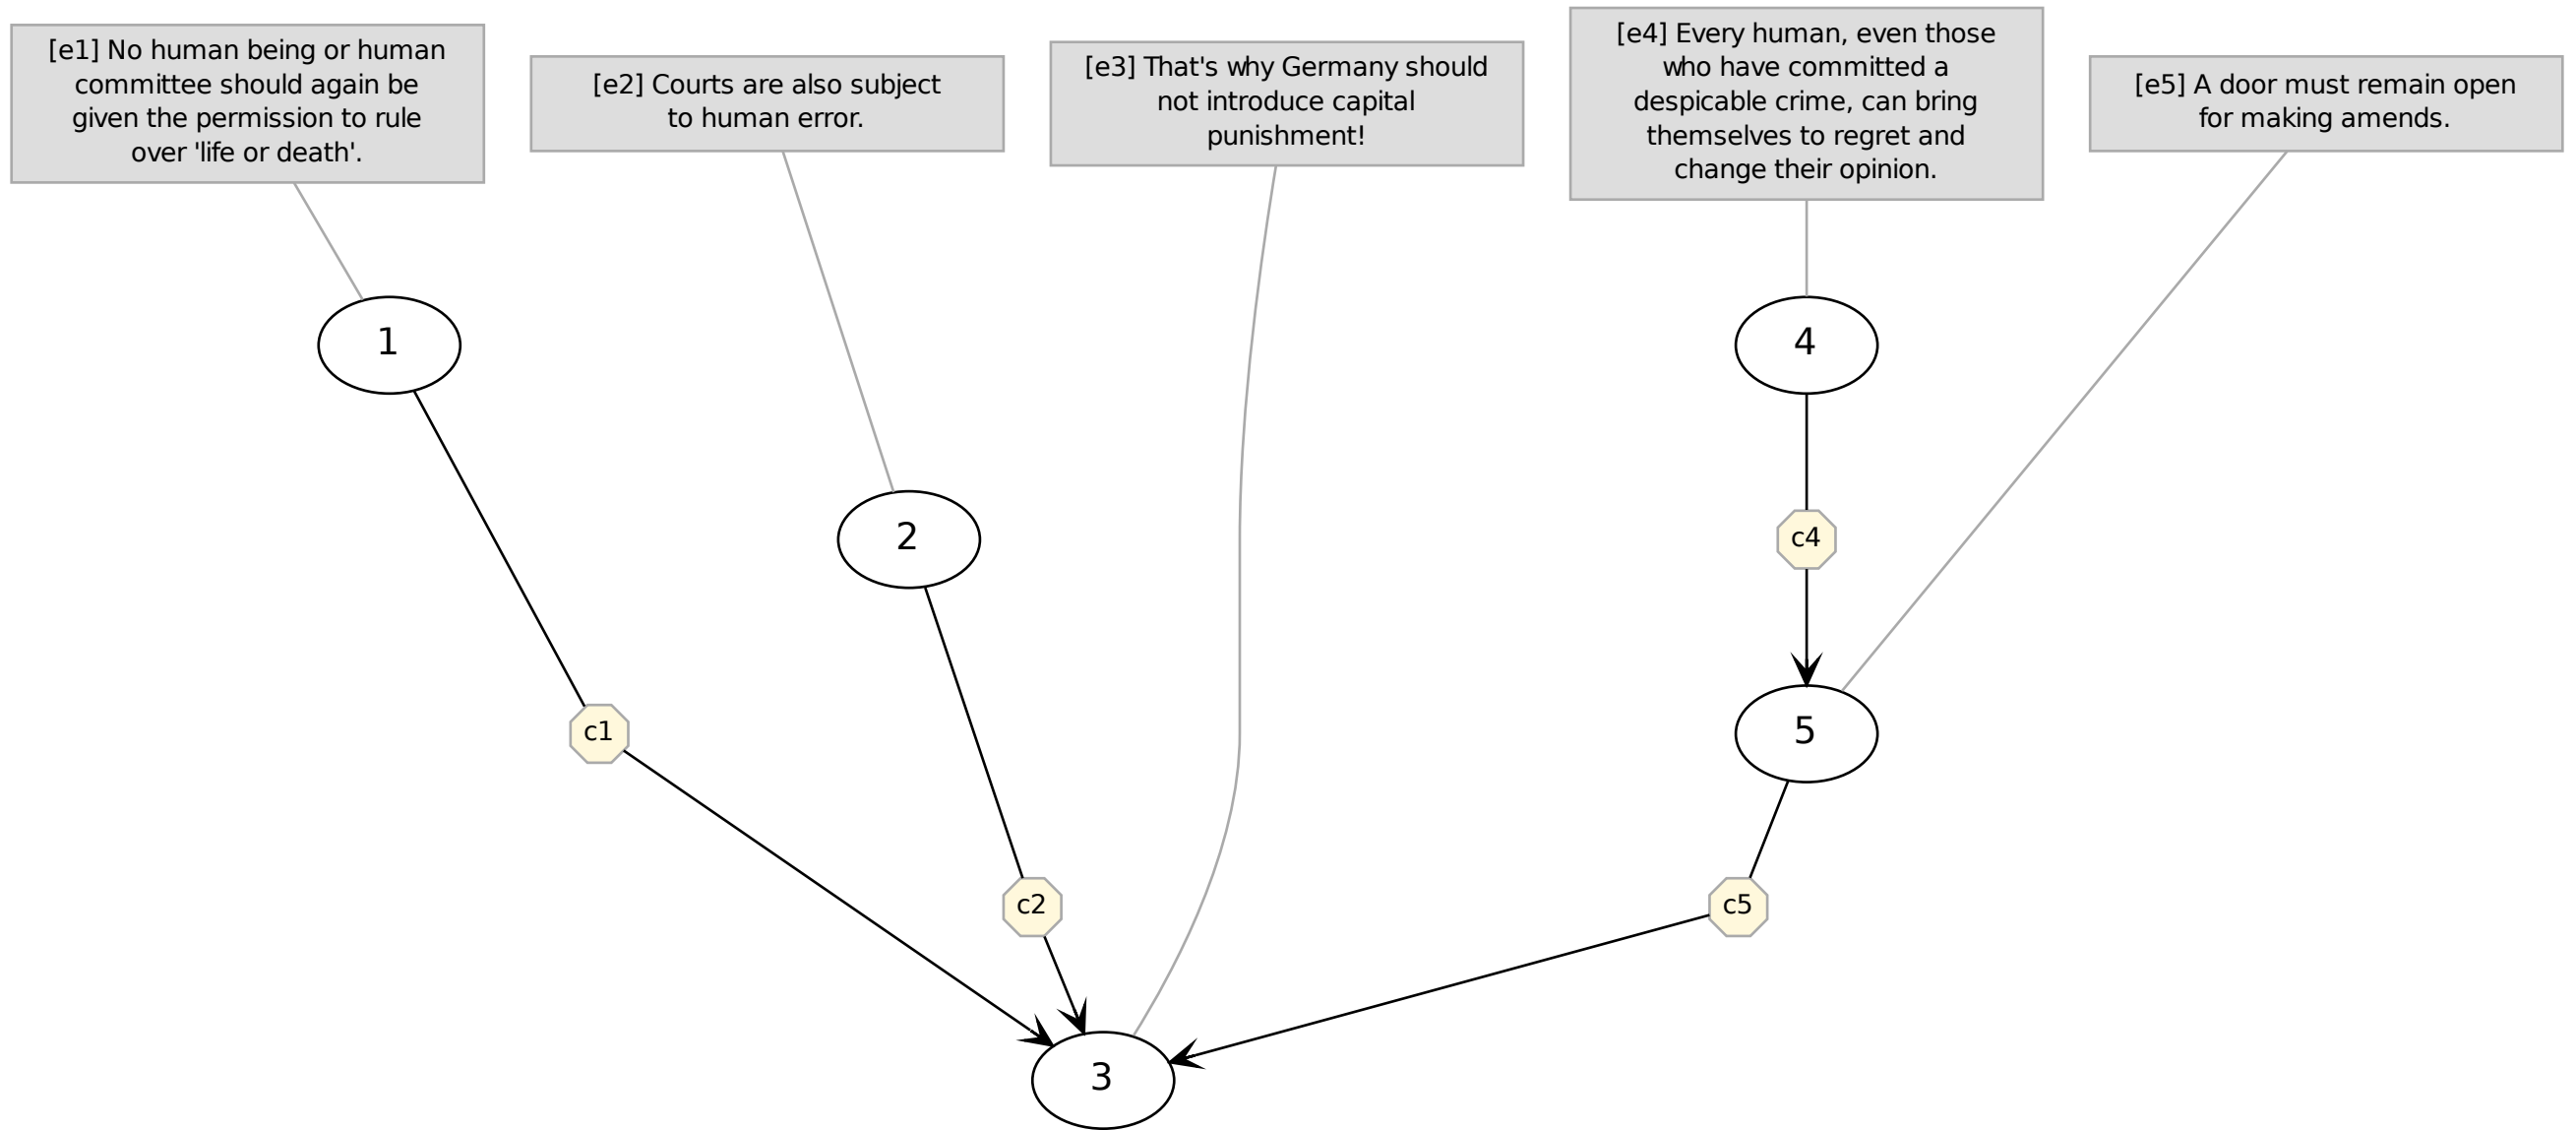 [e1] No human being or human
committee should again be
given the permission to rule
over 'life or death'.
[e2] Courts are also subject
to human error.
[e3] That's why Germany should
not introduce capital
punishment!
[e4] Every human, even those
who have committed a
despicable crime, can bring
themselves to regret and
change their opinion.
[e5] A door must remain open
for making amends.
1
4
2
c4
c1
5
c2
c5
3